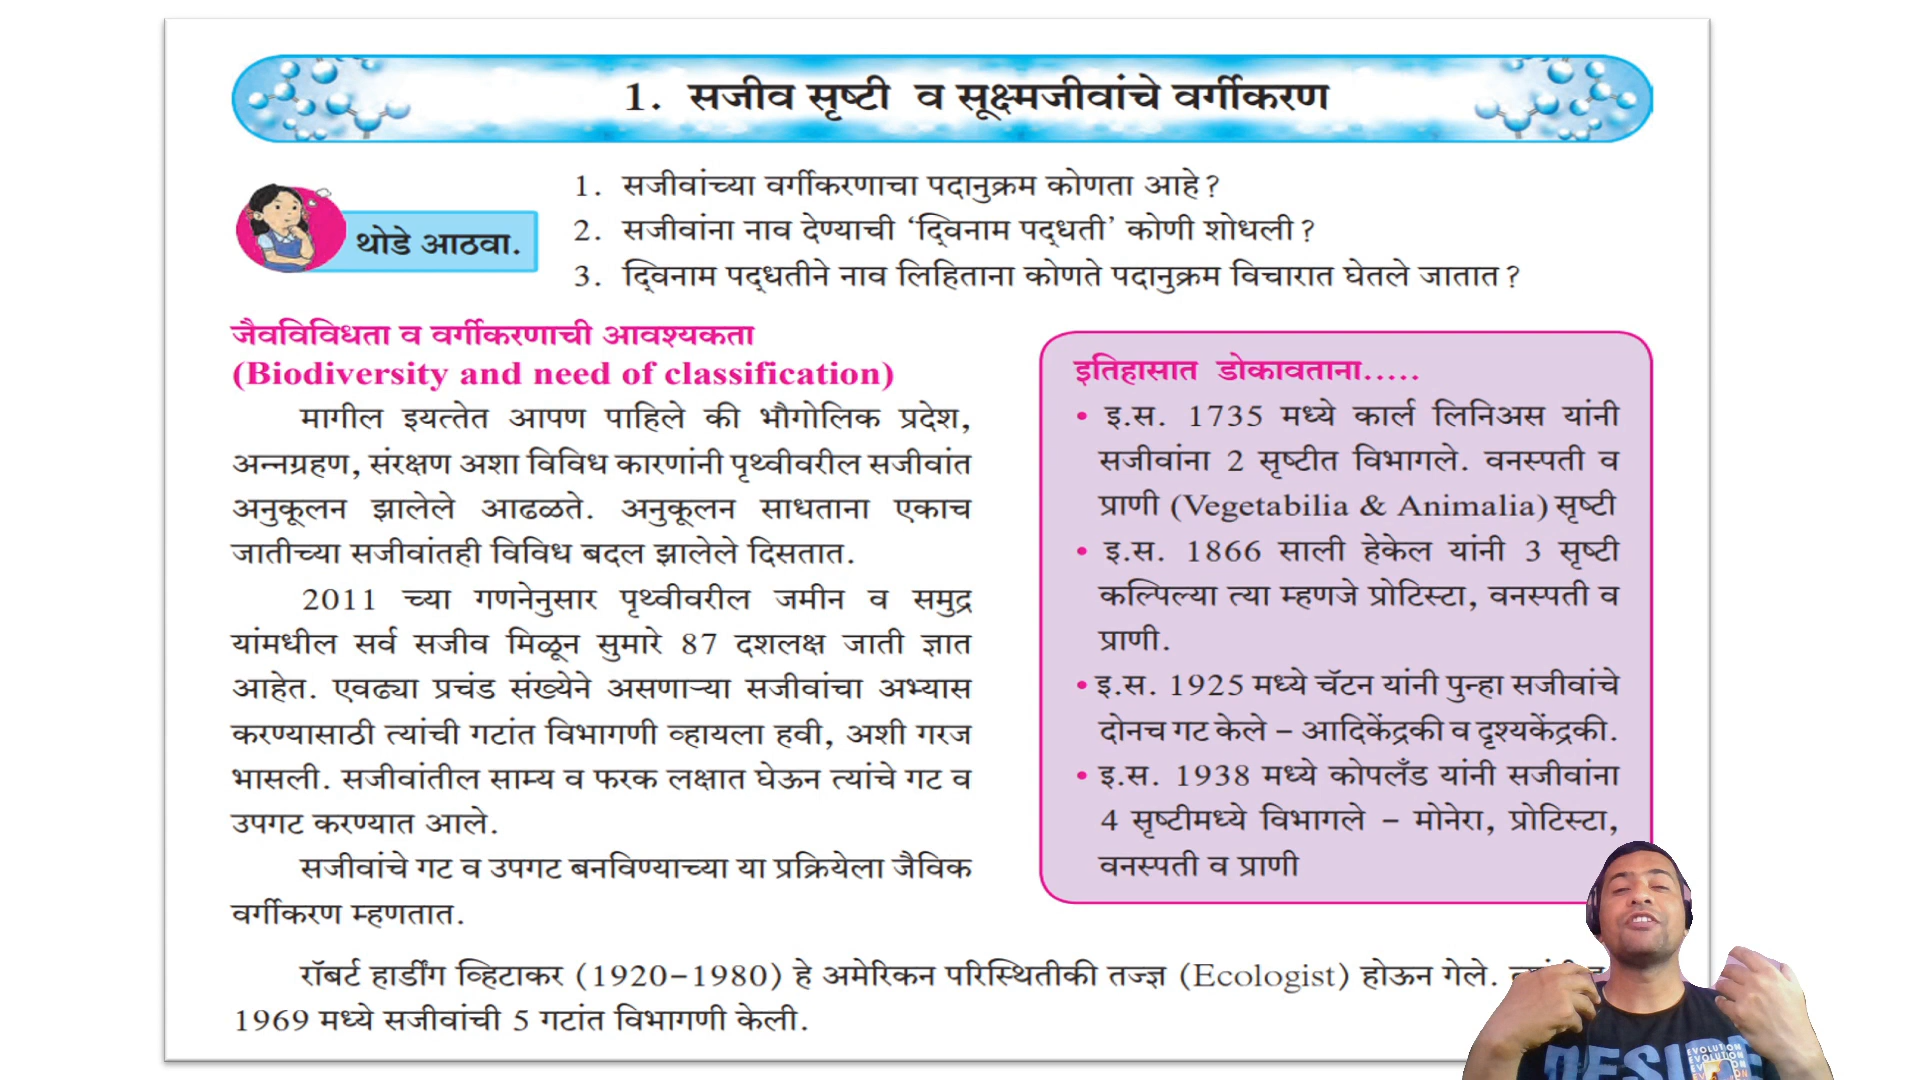 1. सजीव सृष्टी व सूक्ष्मजीवांचे वर्गीकरण
थोडे आठवा.
1. सजीवांच्या वर्गीकरणाचा पदानुक्रम कोणता आहे?
2. सजीवांना नाव देण्याची ‘द्‌विनाम पद्‌धती’ कोणी शोधली?
3. द्‌विनाम पद्‌धतीने नाव लिहिताना कोणते पदानुक्रम विचारात घेतले जातात?
जैवविविधता व वर्गीकरणाची आवश्यकता
(Biodiversity and need of classification)
मागील इयत्तेत आपण पाहिले की भौगोलिक प्रदेश,
अन्नग्रहण, संरक्षण अशा विविध कारणांनी पृथ्वीवरील सजीवांत
अनुकूलन झालेले आढळते. अनुकूलन साधताना एकाच
जातीच्या सजीवांतही विविध बदल झालेले दिसतात.
2011 च्या गणनेनुसार पृथ्वीवरील जमीन व समुद्र
यांमधील सर्व सजीव मिळून सुमारे 87 दशलक्ष जाती ज्ञात
आहेत. एवढ्या प्रचंड संख्येने असणाऱ्या सजीवांचा अभ्यास
करण्यासाठी त्यांची गटांत विभागणी व्हायला हवी, अशी गरज
भासली. सजीवांतील साम्य व फरक लक्षात घेऊन त्यांचे गट व
उपगट करण्यात आले.
सजीवांचे गट व उपगट बनविण्याच्या या प्रक्रियेला जैविक
वर्गीकरण म्हणतात.
इतिहासात डोकावताना.....
• इ.स. 1735 मध्ये कार्ल लिनिअस यांनी
सजीवांना 2 सृष्टीत विभागले. वनस्पती व
प्राणी (Vegetabilia & Animalia) सृष्टी
• इ.स. 1866 साली हेकेल यांनी 3 सृष्टी
कल्पिल्या त्या म्हणजे प्रोटिस्टा, वनस्पती व
प्राणी.
• इ.स. 1925 मध्ये चॅटन यांनी पुन्हा सजीवांचे
दोनच गट केले – आदिकेंद्रकी व दृश्यकेंद्रकी.
• इ.स. 1938 मध्ये कोपलँड यांनी सजीवांना
4 सृष्टीमध्ये विभागले – मोनेरा, प्रोटिस्टा,
वनस्पती व प्राणी
रॉबर्ट हार्डींग व्हिटाकर (1920–1980) हे अमेरिकन परिस्थितीकी तज्ज्ञ (Ecologist) होऊन गेले.
1969 मध्ये सजीवांची 5 गटांत विभागणी केली.
EVOLUTION
EVOLUTION